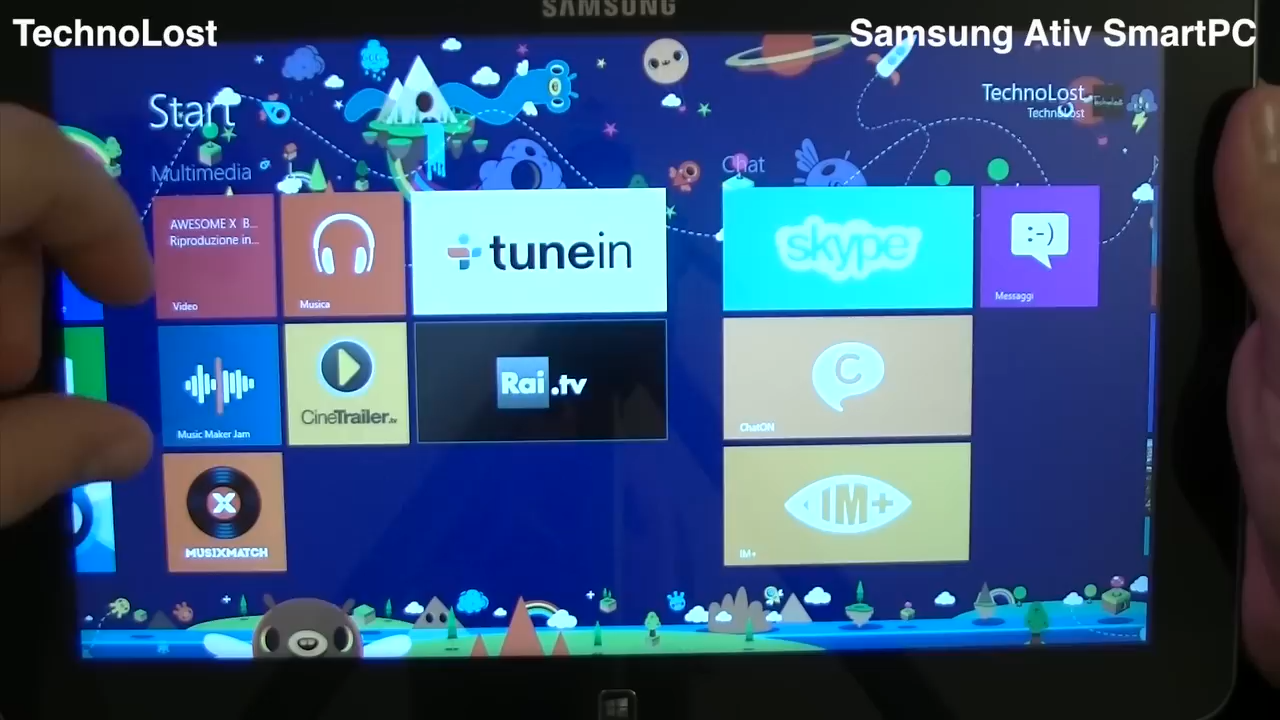 TechnoLost
SAMSUNG
Samsung Ativ SmartPC
Start
TechnoLost
TechnoLost
Multimedia
Chat
AWESOME X B...
Riproduzione in...
Video
Musica
tunein
skype
:-)
Messaggi
Music Maker Jam
CineTrailer.tv
Rai.tv
C
ChatON
X
MUSIXMATCH
IM+
IM+